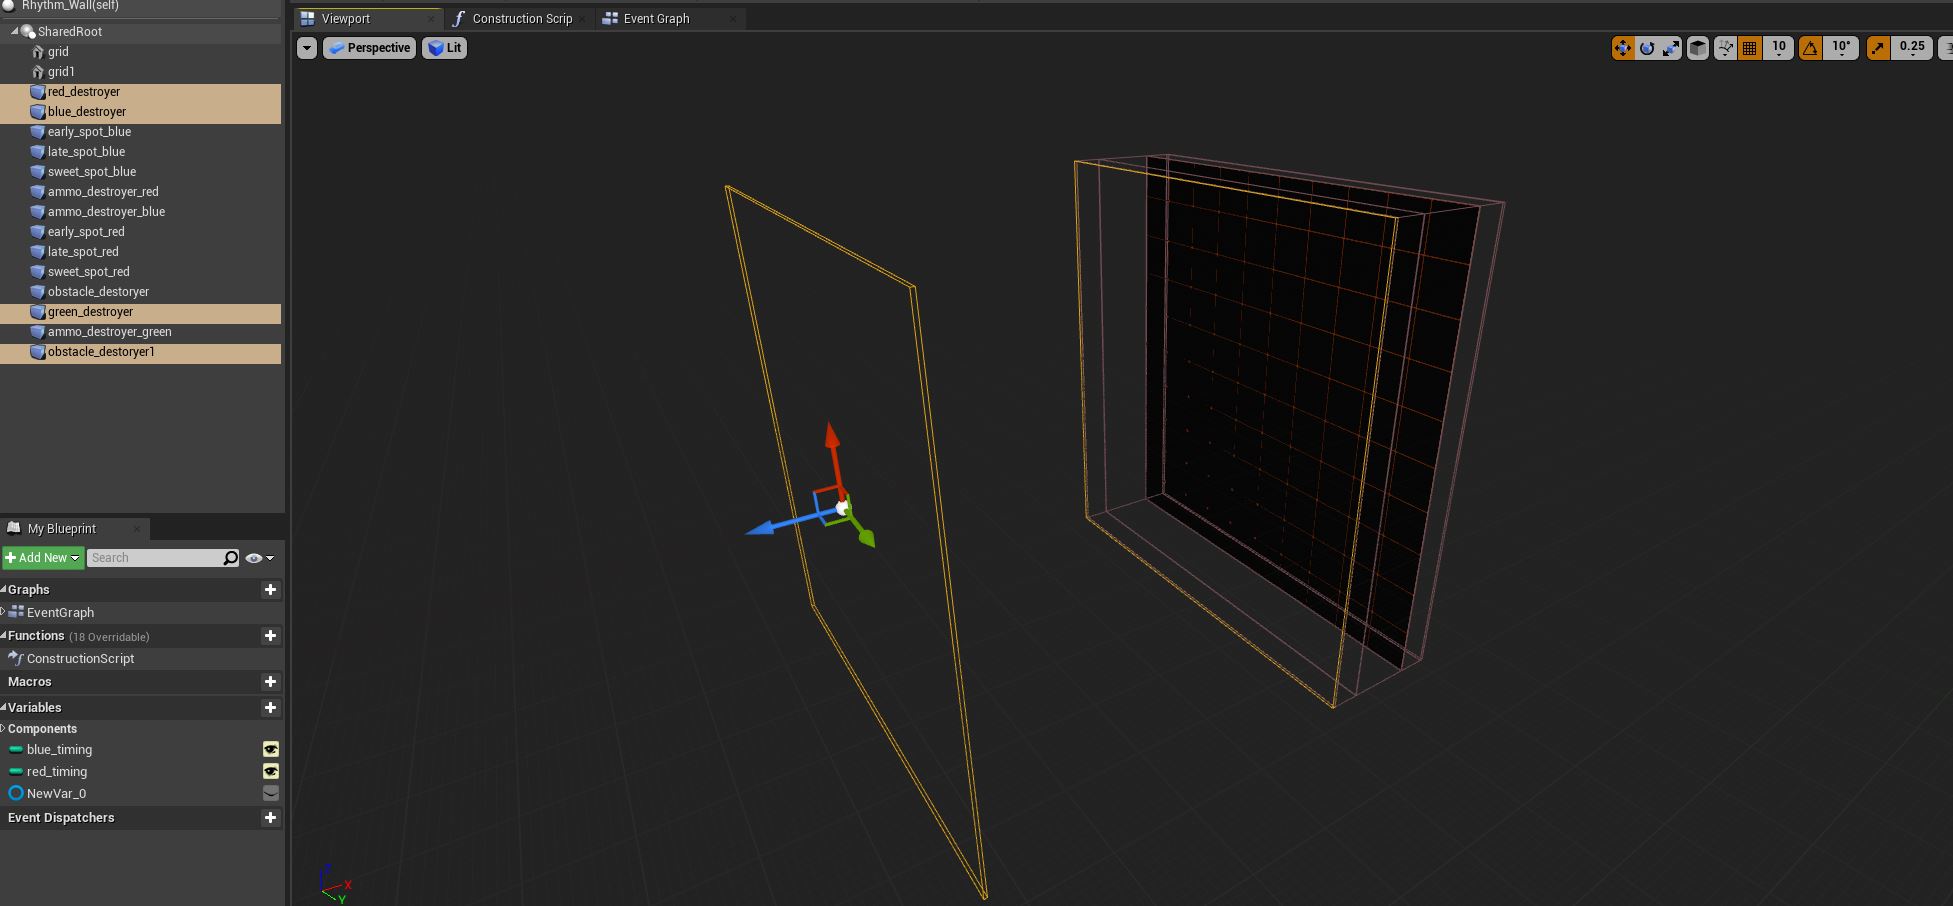 Rhythm_Wall(self)
SharedRoot
grid
grid1
red_destroyer
blue_destroyer
early_spot_blue
late_spot_blue
sweet_spot_blue
ammo_destroyer_red
ammo_destroyer_blue
early_spot_red
late_spot_red
sweet_spot_red
obstacle_destoryer
green_destroyer
ammo_destroyer_green
obstacle_destoryer1
My Blueprint
Add New
Search
Graphs
EventGraph
Functions (18 Overridable)
ConstructionScript
Macros
Variables
Components
blue_timing
red_timing
NewVar_0
Event Dispatchers
Viewport
Construction Scrip
Event Graph
Perspective
Lit
10
10°
0.25
Z
X
Y